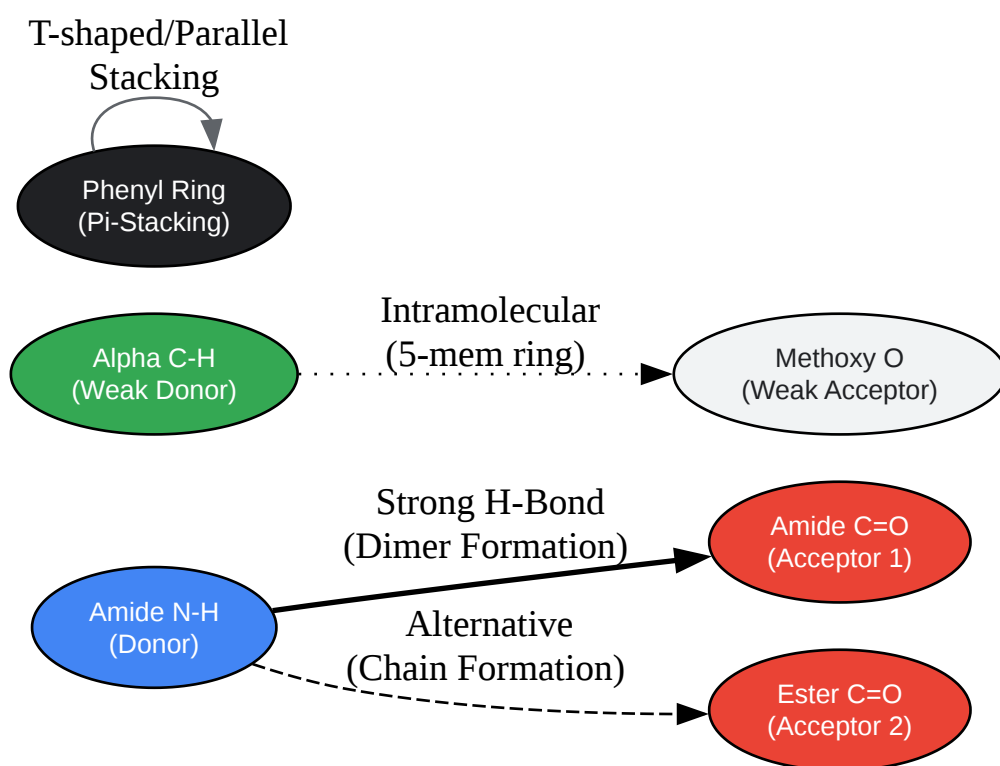 T-shaped/Parallel
Stacking
Phenyl Ring
(Pi-Stacking)
Alpha C-H
(Weak Donor)
Intramolecular
(5-mem ring)
Methoxy O
(Weak Acceptor)
Strong H-Bond
(Dimer Formation)
Amide C=O
(Acceptor 1)
Amide N-H
(Donor)
Alternative
(Chain Formation)
Ester C=O
(Acceptor 2)